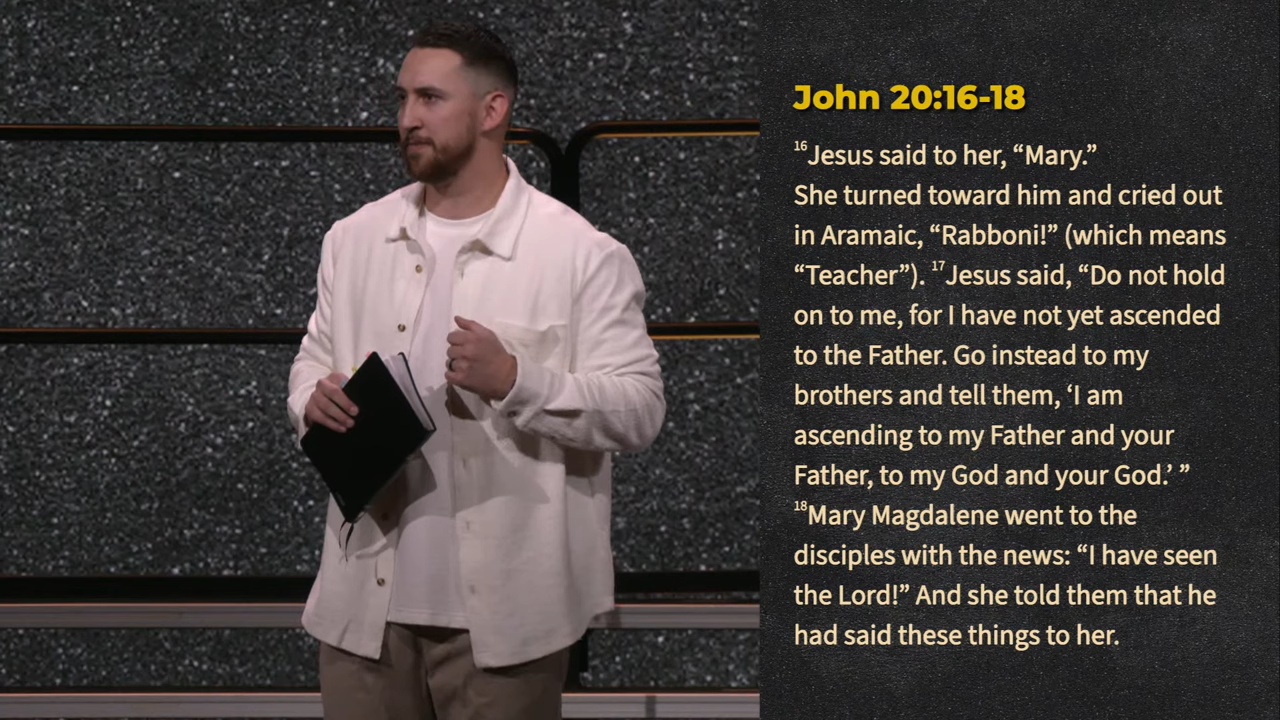 John 20:16-18
16Jesus said to her, “Mary.”
She turned toward him and cried out
in Aramaic, “Rabboni!” (which means
“Teacher”). 17Jesus said, “Do not hold
on to me, for I have not yet ascended
to the Father. Go instead to my
brothers and tell them, ‘I am
ascending to my Father and your
Father, to my God and your God.’ ”
18Mary Magdalene went to the
disciples with the news: “I have seen
the Lord!” And she told them that he
had said these things to her.